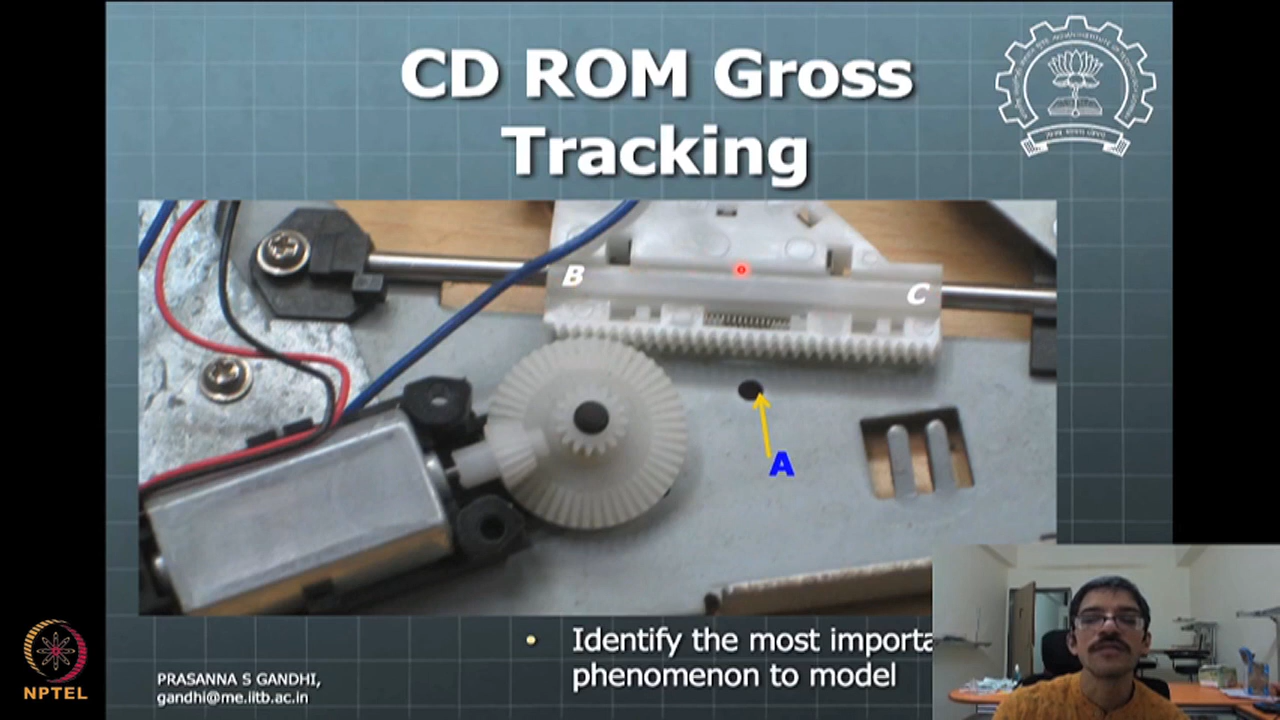 CD ROM Gross
Tracking
B
C
A
Identify the most importa
phenomenon to model
PRASANNA S GANDHI,
gandhi@me.iitb.ac.in
NPTEL